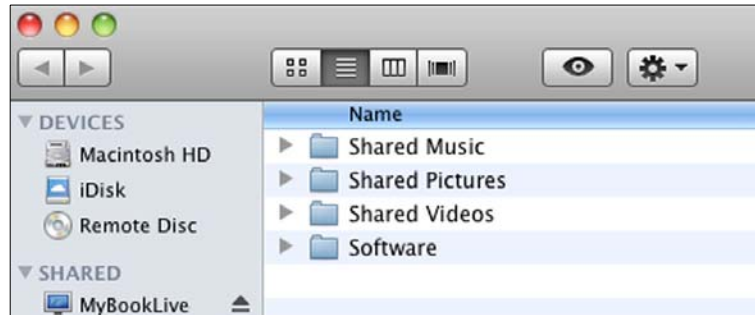 DEVICES
Macintosh HD
iDisk
Remote Disc
SHARED
MyBookLive
Name
Shared Music
Shared Pictures
Shared Videos
Software